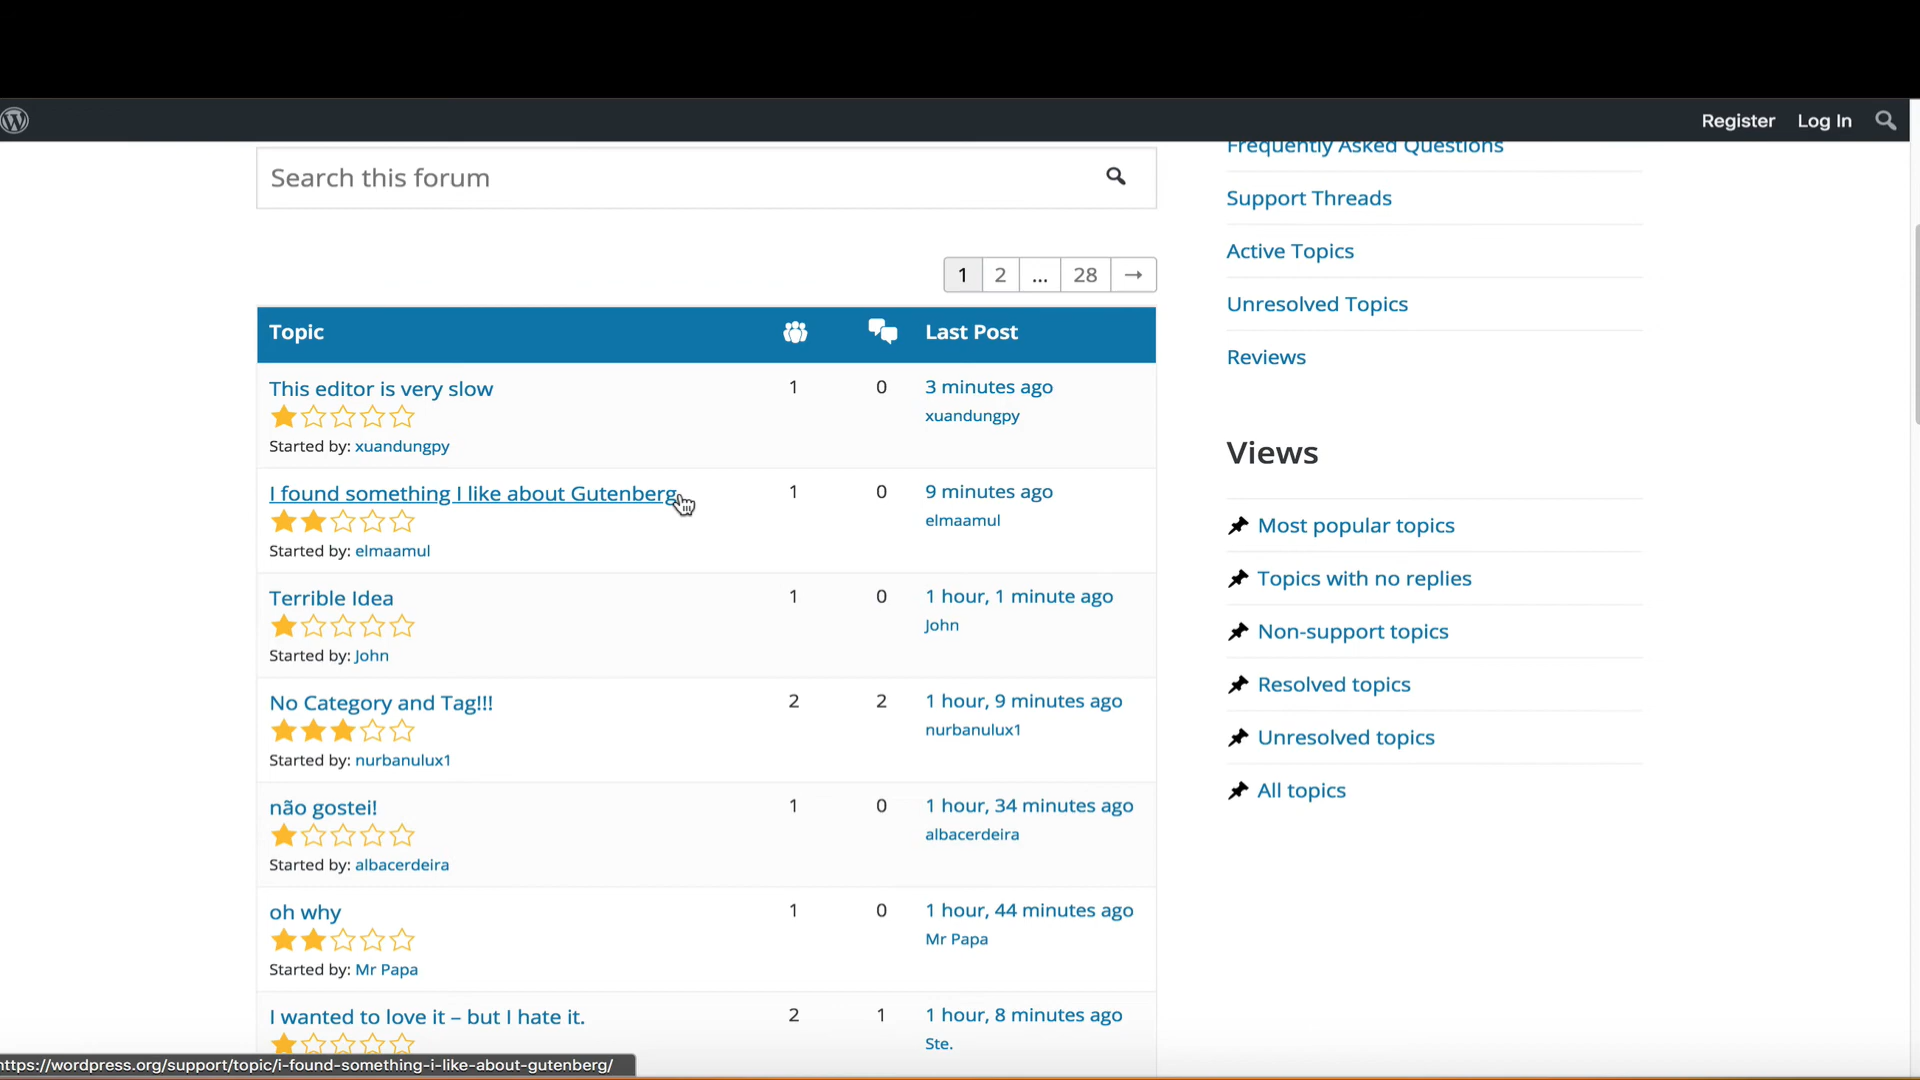 Register Log In
Search this forum
1 2 ... 28 →
Topic Last Post
This editor is very slow 1 0 3 minutes ago
xuandungpy
Started by: xuandungpy
I found something I like about Gutenberg 1 0 9 minutes ago
elmaamul
Started by: elmaamul
Terrible Idea 1 0 1 hour, 1 minute ago
John
Started by: John
No Category and Tag!!! 2 2 1 hour, 9 minutes ago
nurbanulux1
Started by: nurbanulux1
não gostei! 1 0 1 hour, 34 minutes ago
albacerdeira
Started by: albacerdeira
oh why 1 0 1 hour, 44 minutes ago
Mr Papa
Started by: Mr Papa
I wanted to love it – but I hate it. 2 1 1 hour, 8 minutes ago
Ste.
Frequently Asked Questions
Support Threads
Active Topics
Unresolved Topics
Reviews
Views
Most popular topics
Topics with no replies
Non-support topics
Resolved topics
Unresolved topics
All topics
https://wordpress.org/support/topic/i-found-something-i-like-about-gutenberg/